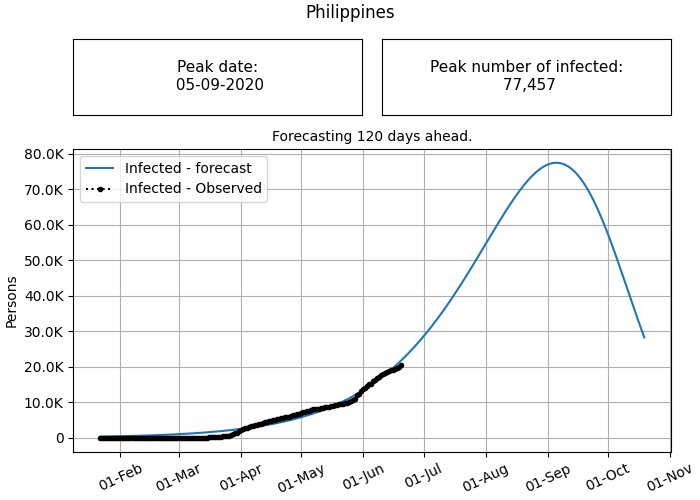 Philippines
Peak date:
05-09-2020
Peak number of infected:
77,457
Forecasting 120 days ahead.
Infected - forecast
Infected - Observed
80.0K
70.0K
60.0K
50.0K
40.0K
30.0K
20.0K
10.0K
0
Persons
01-Feb
01-Mar
01-Apr
01-May
01-Jun
01-Jul
01-Aug
01-Sep
01-Oct
01-Nov